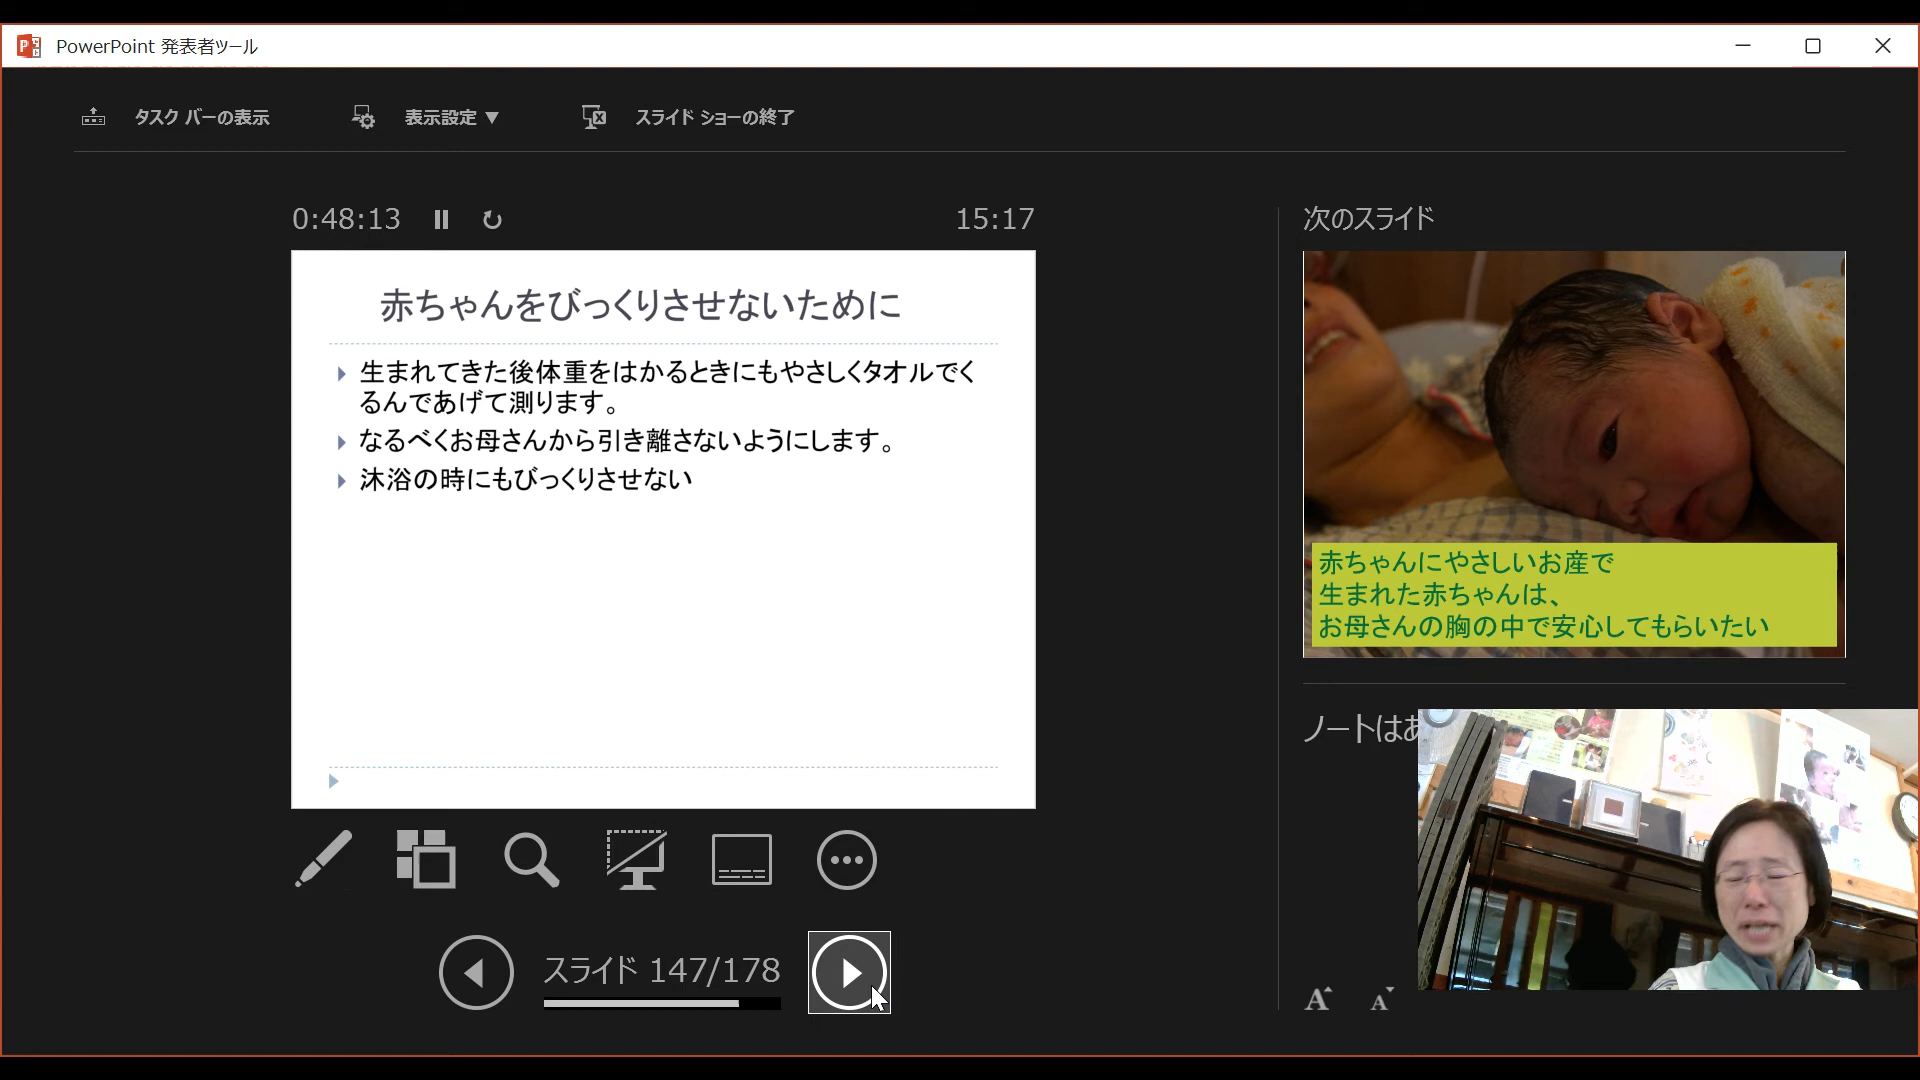 PowerPoint 発表者ツール
タスク バーの表示
表示設定 ▼
スライド ショーの終了
0:48:13
15:17
次のスライド
赤ちゃんをびっくりさせないために
生まれてきた後体重をはかるときにもやさしくタオルでく
るんであげて測ります。
なるべくお母さんから引き離さないようにします。
沐浴の時にもびっくりさせない
赤ちゃんにやさしいお産で
生まれた赤ちゃんは、
お母さんの胸の中で安心してもらいたい
ノートはあ
スライド 147/178
A A